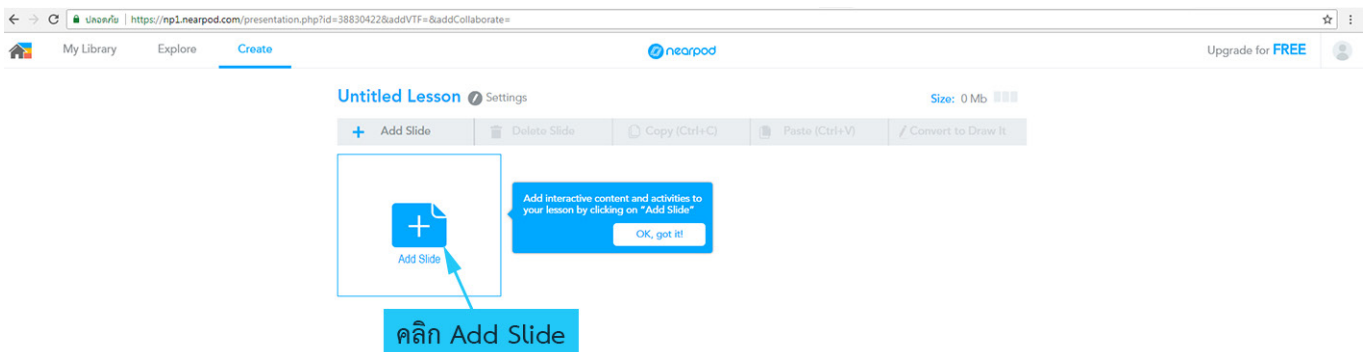 ปลอดภัย | https://np1.nearpod.com/presentation.php?id=38830422&addVTF=&addCollaborate=
My Library Explore Create nearpod Upgrade for FREE
Untitled Lesson Settings Size: 0 Mb
+ Add Slide Delete Slide Copy (Ctrl+C) Paste (Ctrl+V) Convert to Draw It
Add interactive content and activities to
your lesson by clicking on "Add Slide"
OK, got it!
Add Slide
คลิก Add Slide